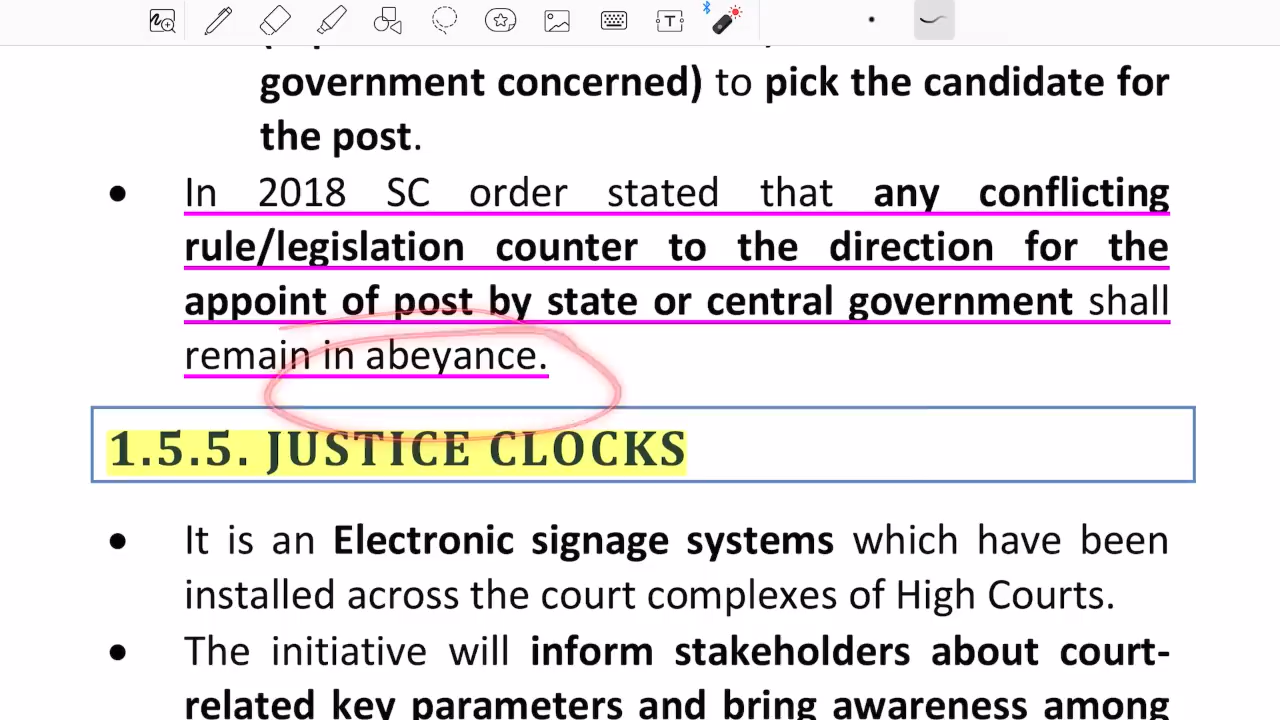 government concerned) to pick the candidate for
the post.
• In 2018 SC order stated that any conflicting
rule/legislation counter to the direction for the
appoint of post by state or central government shall
remain in abeyance.
1.5.5. JUSTICE CLOCKS
• It is an Electronic signage systems which have been
installed across the court complexes of High Courts.
• The initiative will inform stakeholders about court-
related key parameters and bring awareness among